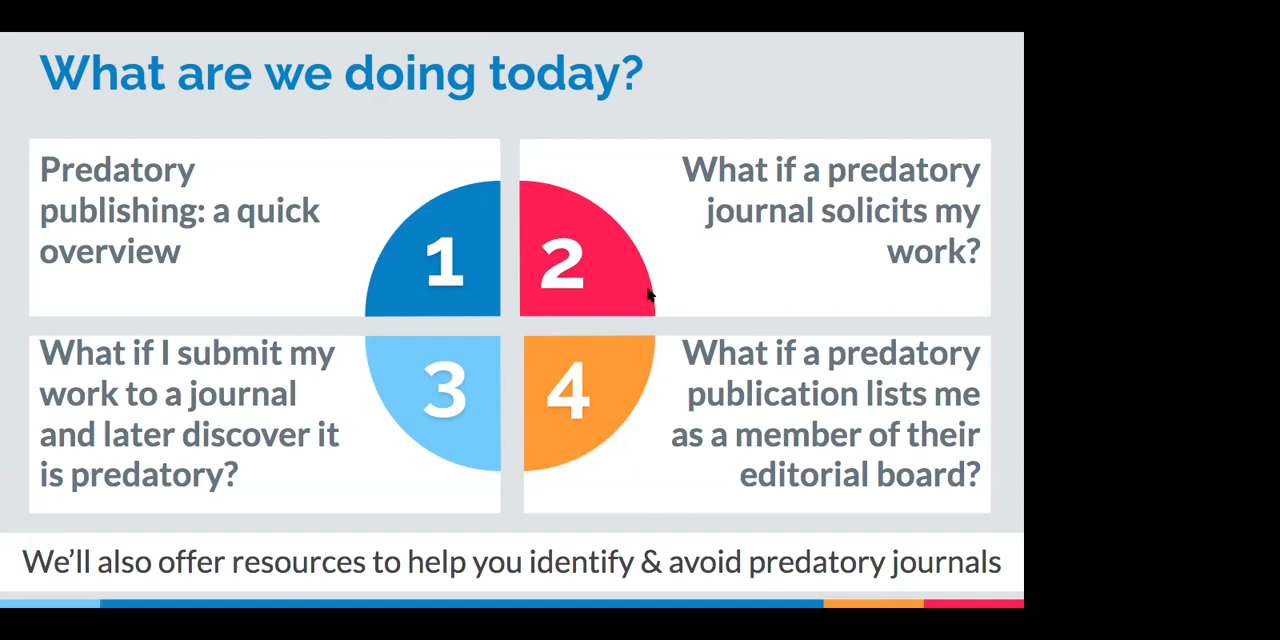 What are we doing today?
Predatory
publishing: a quick
overview
1
2
What if a predatory
journal solicits my
work?
What if I submit my
work to a journal
and later discover it
is predatory?
3
4
What if a predatory
publication lists me
as a member of their
editorial board?
We’ll also offer resources to help you identify & avoid predatory journals